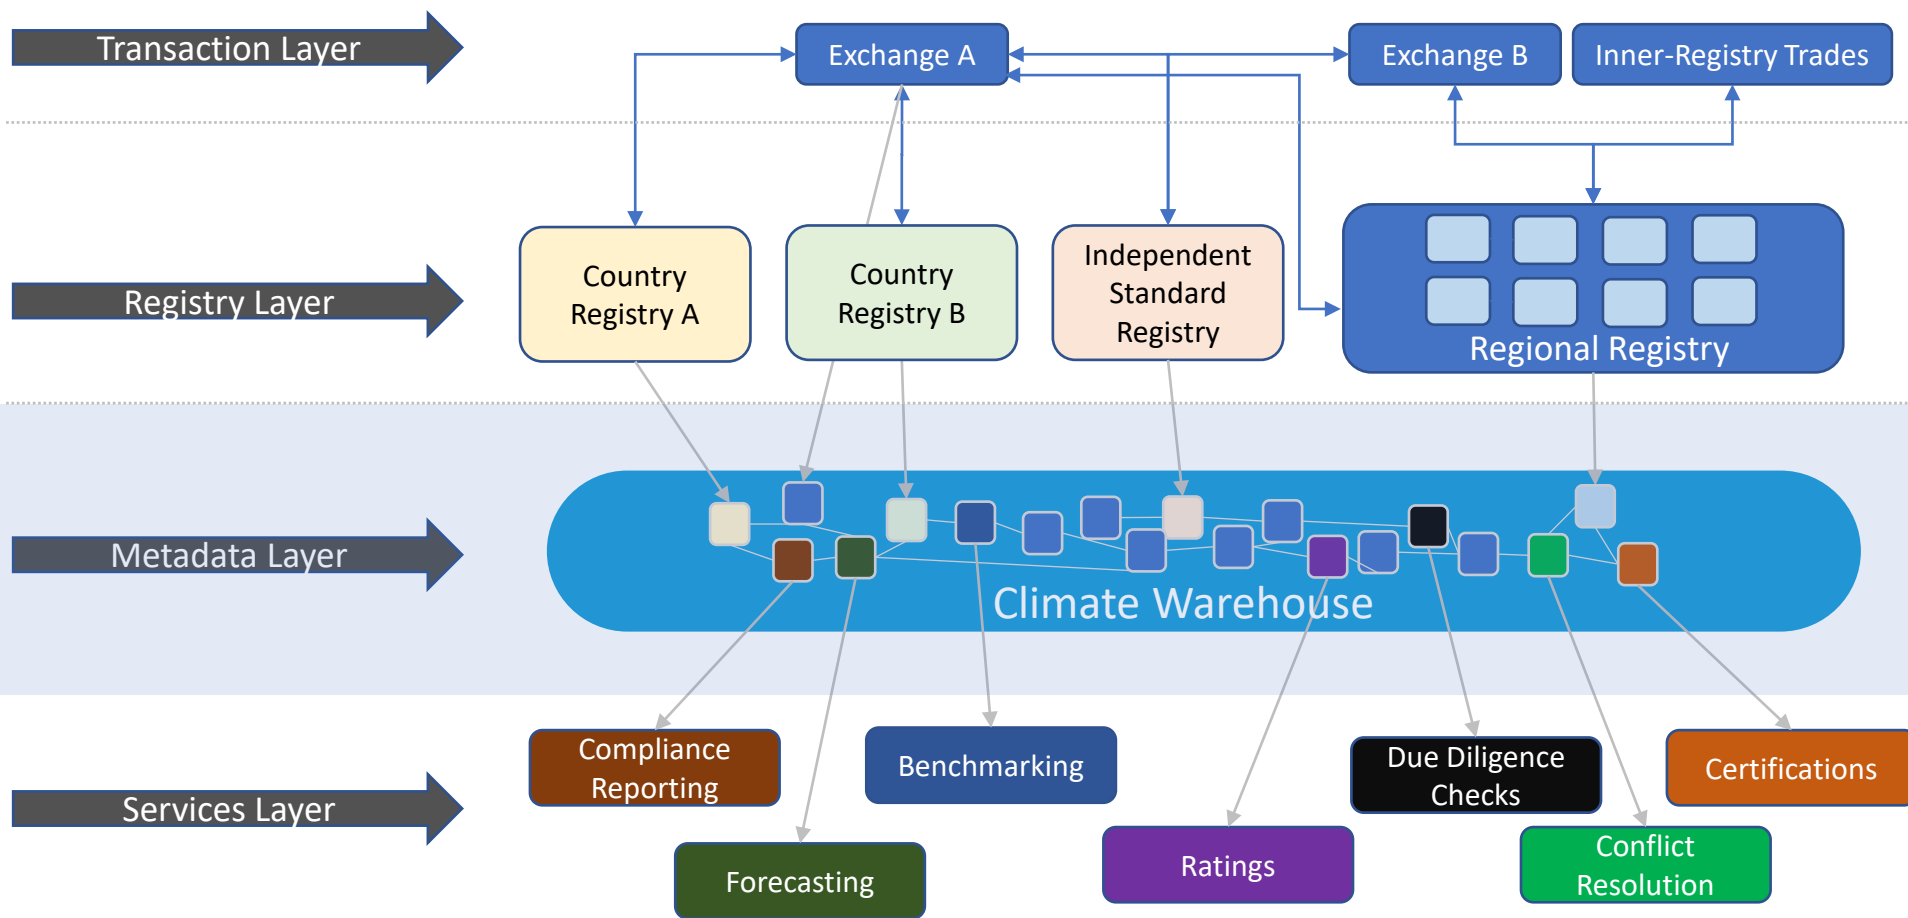 Transaction Layer
Exchange A
Exchange B
Inner-Registry Trades
Registry Layer
Country
Registry A
Country
Registry B
Independent
Standard
Registry
Regional Registry
Metadata Layer
Climate Warehouse
Services Layer
Compliance
Reporting
Benchmarking
Due Diligence
Checks
Certifications
Forecasting
Ratings
Conflict
Resolution